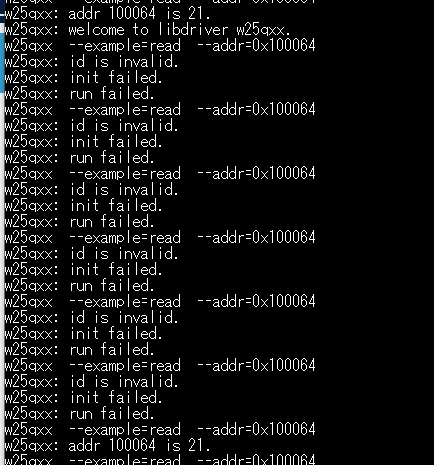 w25qxx  --example=read  --addr=0x100064
w25qxx: addr 100064 is 21.
w25qxx: welcome to libdriver w25qxx.
w25qxx  --example=read  --addr=0x100064
w25qxx: id is invalid.
w25qxx: init failed.
w25qxx: run failed.
w25qxx  --example=read  --addr=0x100064
w25qxx: id is invalid.
w25qxx: init failed.
w25qxx: run failed.
w25qxx  --example=read  --addr=0x100064
w25qxx: id is invalid.
w25qxx: init failed.
w25qxx: run failed.
w25qxx  --example=read  --addr=0x100064
w25qxx: id is invalid.
w25qxx: init failed.
w25qxx: run failed.
w25qxx  --example=read  --addr=0x100064
w25qxx: id is invalid.
w25qxx: init failed.
w25qxx: run failed.
w25qxx  --example=read  --addr=0x100064
w25qxx: id is invalid.
w25qxx: init failed.
w25qxx: run failed.
w25qxx  --example=read  --addr=0x100064
w25qxx: addr 100064 is 21.
w25qxx  --example=read  --addr=0x100064